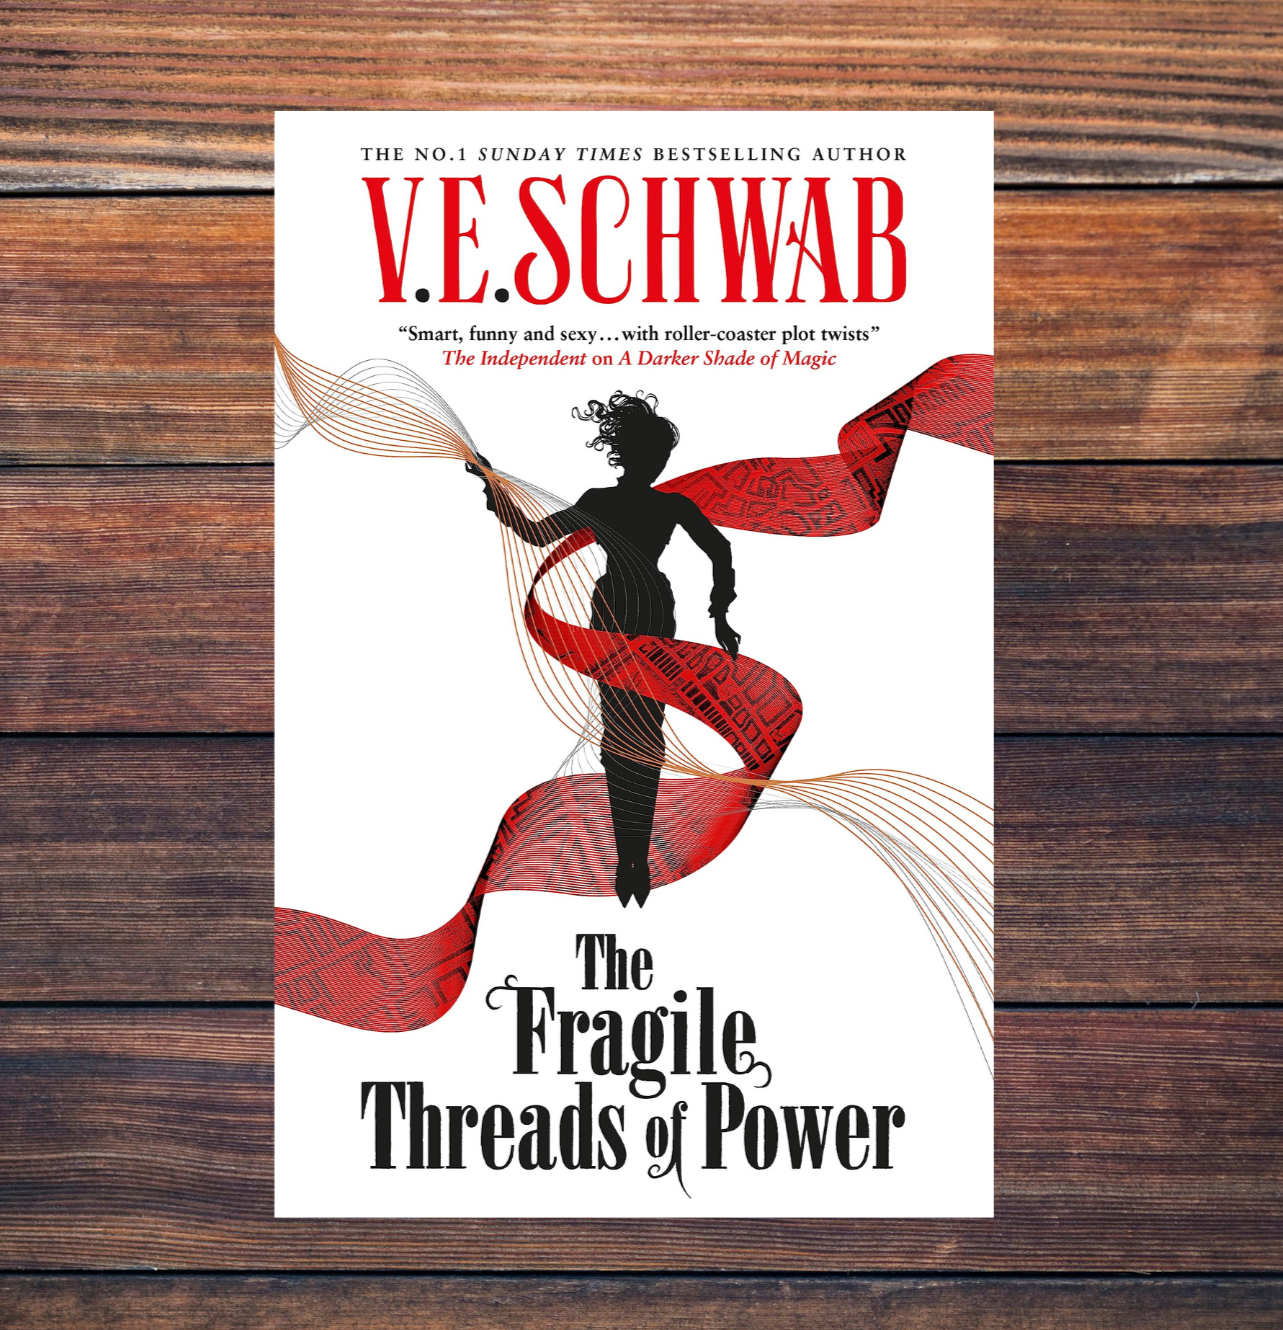 THE NO.1 SUNDAY TIMES BESTSELLING AUTHOR
V.E.SCHWAB
“Smart, funny and sexy...with roller-coaster plot twists”
The Independent on A Darker Shade of Magic
The
Fragile
Threads of Power